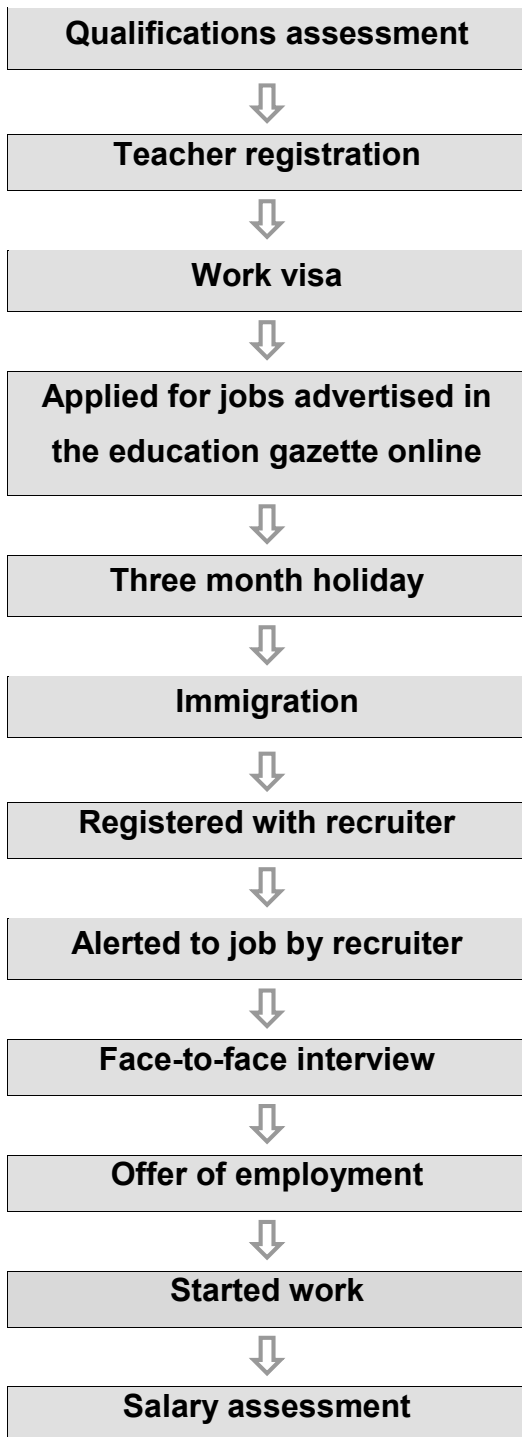 Qualifications assessment
Teacher registration
Work visa
Applied for jobs advertised in
the education gazette online
Three month holiday
Immigration
Registered with recruiter
Alerted to job by recruiter
Face-to-face interview
Offer of employment
Started work
Salary assessment